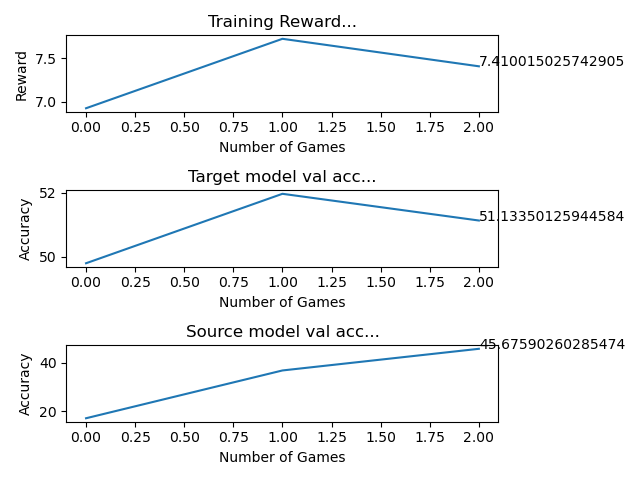 Training Reward...
7.5
7.0
Reward
7.410015025742905
0.00 0.25 0.50 0.75 1.00 1.25 1.50 1.75 2.00
Number of Games
Target model val acc...
52
50
Accuracy
51.13350125944584
0.00 0.25 0.50 0.75 1.00 1.25 1.50 1.75 2.00
Number of Games
Source model val acc...
45.67590260285474
40
20
Accuracy
0.00 0.25 0.50 0.75 1.00 1.25 1.50 1.75 2.00
Number of Games